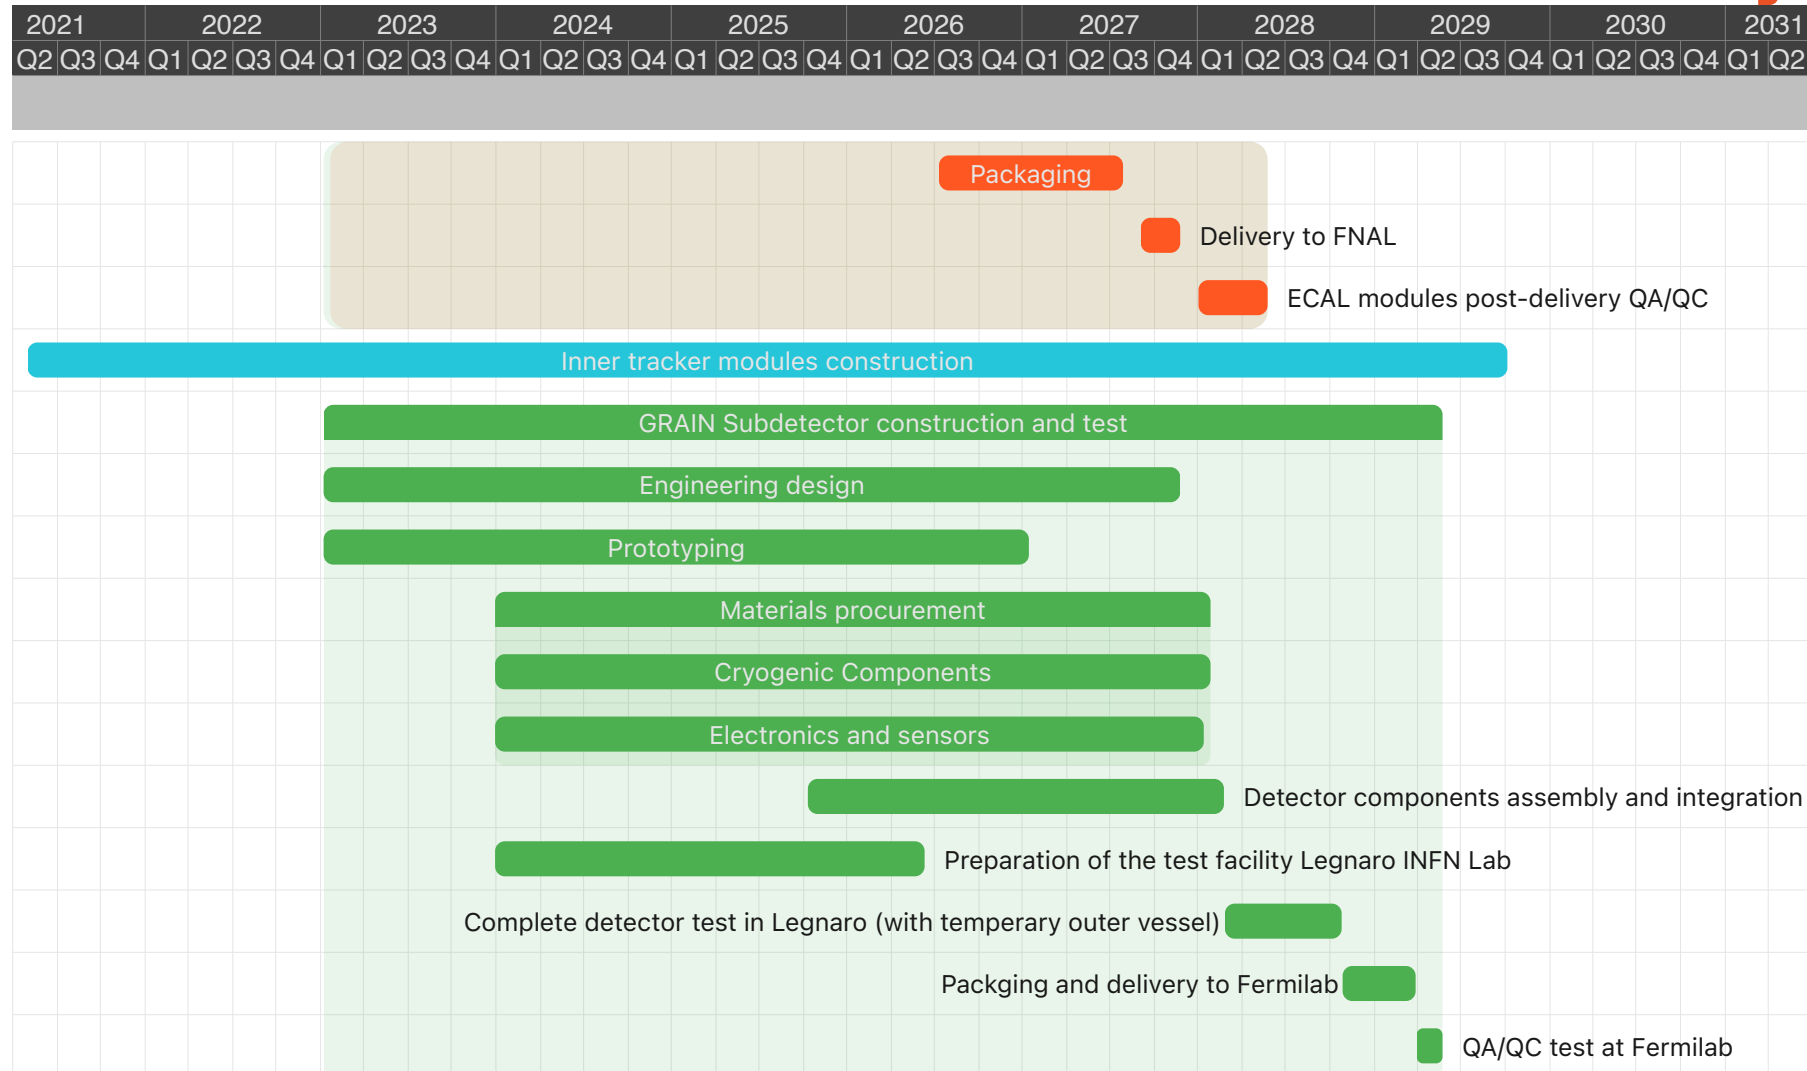 2021 2022 2023 2024 2025 2026 2027 2028 2029 2030 2031
Q2 Q3 Q4 Q1 Q2 Q3 Q4 Q1 Q2 Q3 Q4 Q1 Q2 Q3 Q4 Q1 Q2 Q3 Q4 Q1 Q2 Q3 Q4 Q1 Q2 Q3 Q4 Q1 Q2 Q3 Q4 Q1 Q2 Q3 Q4 Q1 Q2 Q3 Q4 Q1 Q2
Packaging
Delivery to FNAL
ECAL modules post-delivery QA/QC
Inner tracker modules construction
GRAIN Subdetector construction and test
Engineering design
Prototyping
Materials procurement
Cryogenic Components
Electronics and sensors
Detector components assembly and integration
Preparation of the test facility Legnaro INFN Lab
Complete detector test in Legnaro (with temperary outer vessel)
Packging and delivery to Fermilab
QA/QC test at Fermilab